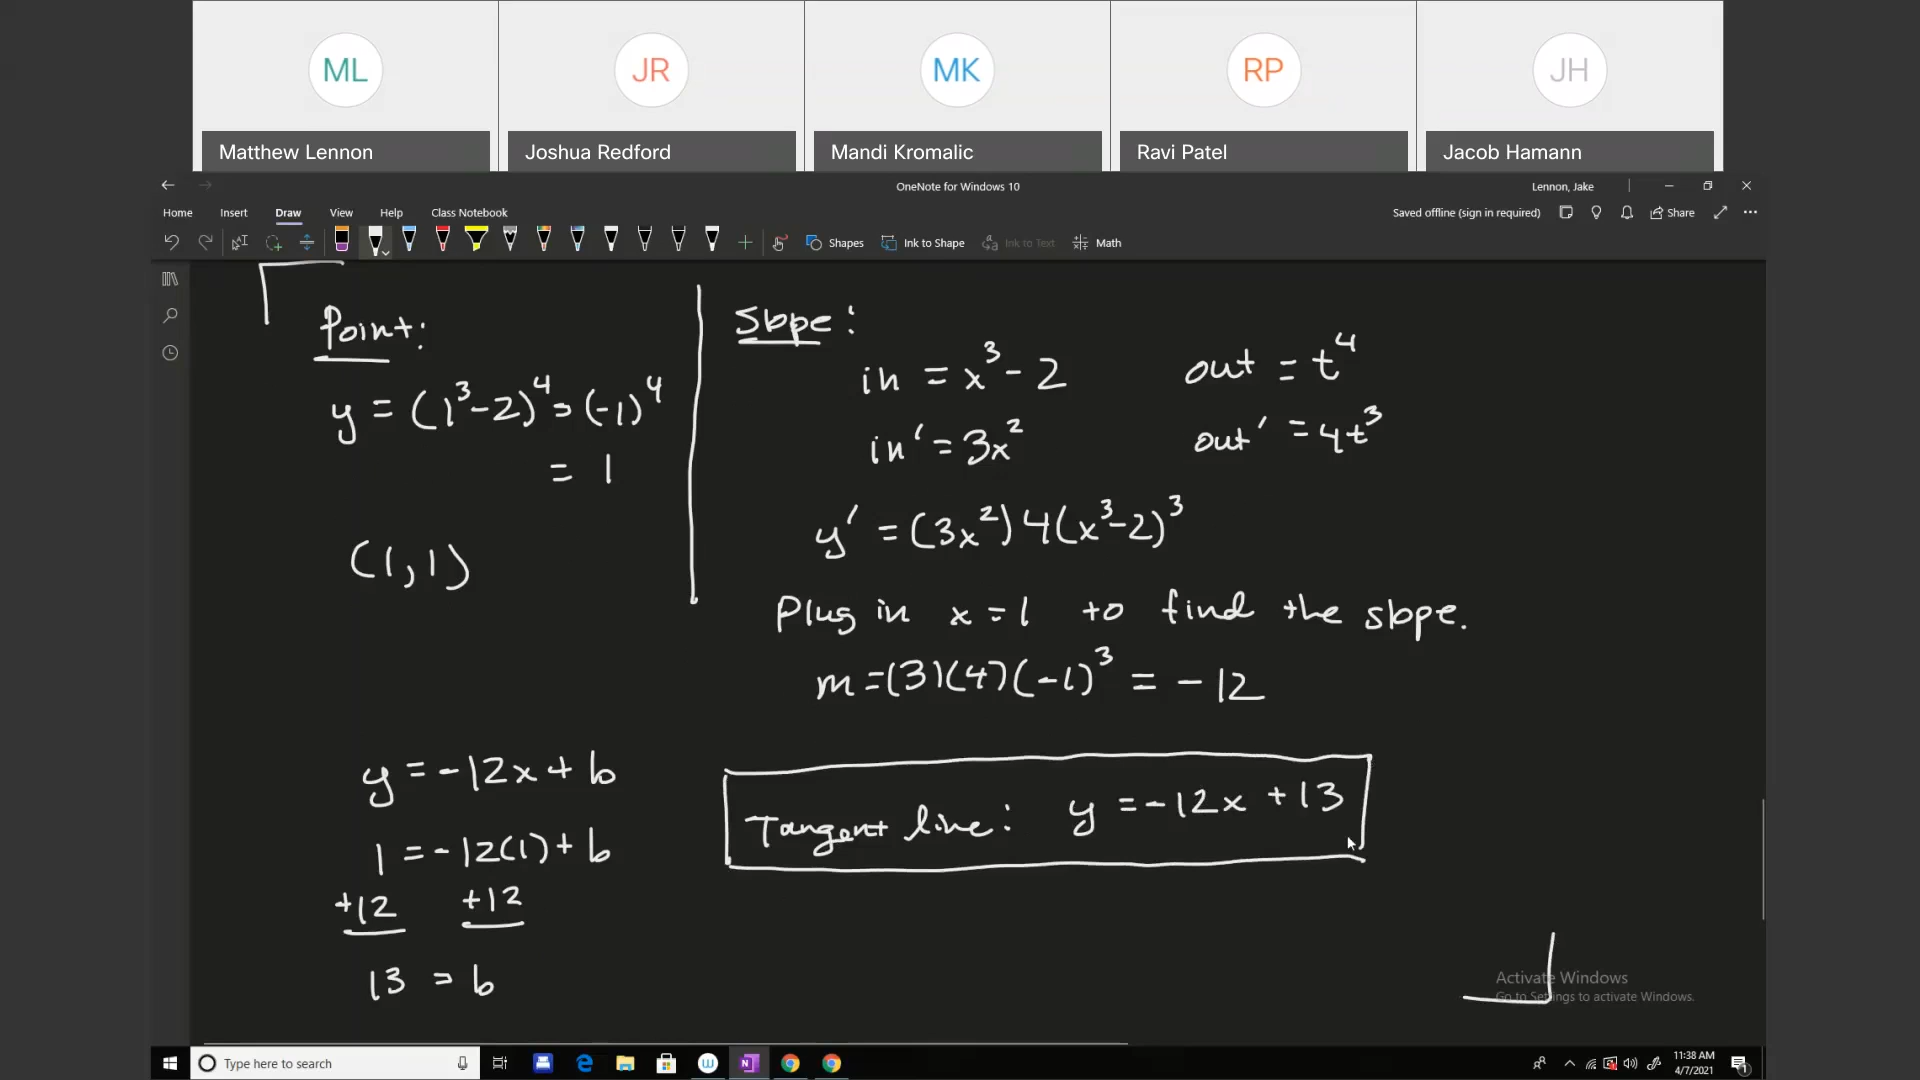 ML JR MK RP JH
Matthew Lennon Joshua Redford Mandi Kromalic Ravi Patel Jacob Hamann
OneNote for Windows 10 Lennon, Jake
Home Insert Draw View Help Class Notebook Saved offline (sign in required) Share
Shapes Ink to Shape Ink to Text Math
Point:
y = (1³-2)⁴ = (-1)⁴
= 1
(1,1)
Slope:
in = x³ - 2 out = t⁴
in' = 3x² out' = 4t³
y' = (3x²) 4(x³-2)³
Plug in x = 1 to find the slope.
m = (3)(4)(-1)³ = -12
y = -12x + b
1 = -12(1) + b
+12 +12
13 = b
Tangent line: y = -12x + 13
Activate Windows
Go to Settings to activate Windows.
Type here to search
11:38 AM
4/7/2021